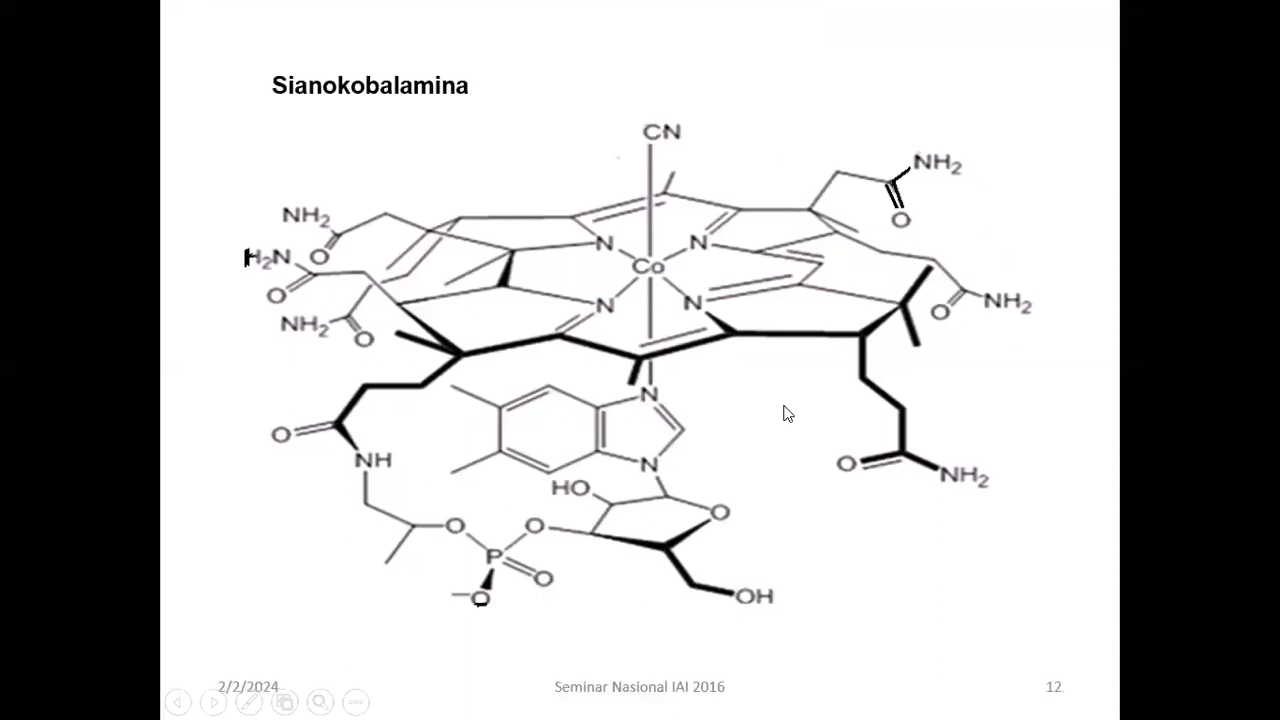 Sianokobalamina
CN
NH2
O
NH2
O
H2N
O
NH2
O
O
NH2
N
N
N
N
Co
N
N
O
NH
O
NH2
HO
O
O
O
P
O
−O
OH
2/2/2024
Seminar Nasional IAI 2016
12